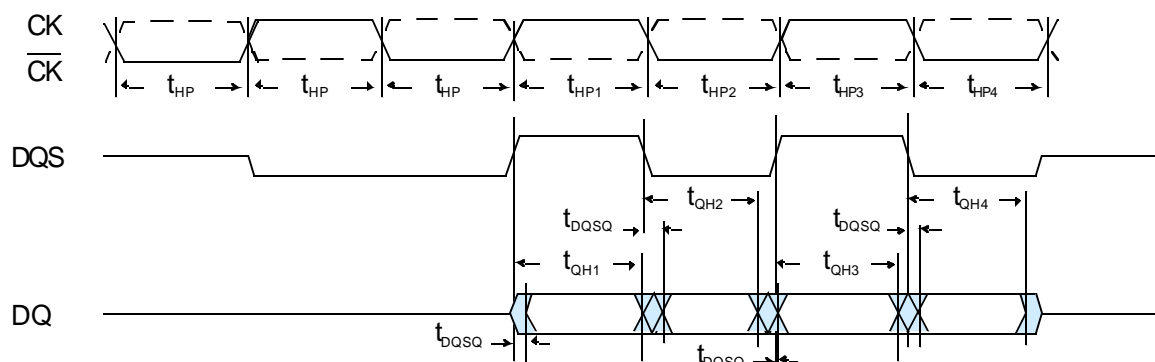 CK
CK
tHP tHP tHP tHP1 tHP2 tHP3 tHP4
DQS
tQH2 tQH4
tDQSQ tDQSQ
tQH1 tQH3
DQ
tDQSQ
tDQSQ